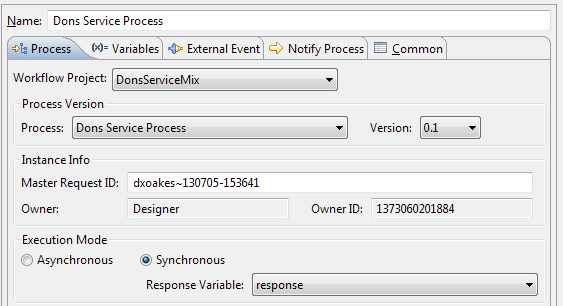 Name: Dons Service Process
Process (x)= Variables External Event Notify Process Common
Workflow Project: DonsServiceMix
Process Version
Process: Dons Service Process Version: 0.1
Instance Info
Master Request ID: dxoakes~130705-153641
Owner: Designer Owner ID: 1373060201884
Execution Mode
Asynchronous Synchronous
Response Variable: response